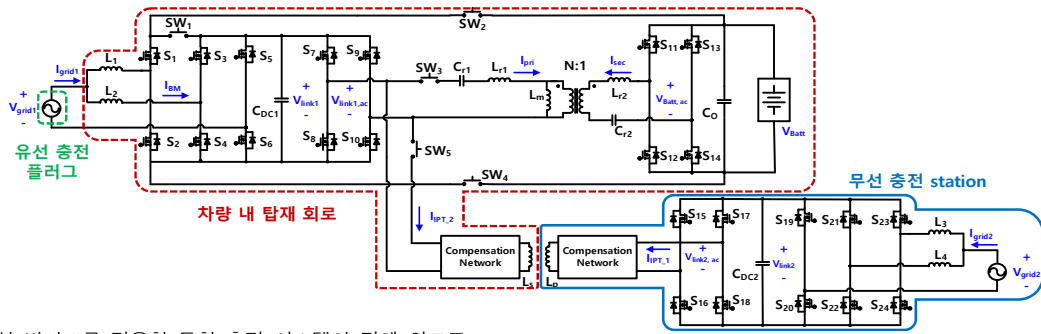 SW1
SW2
S1
S3
S5
S7
S9
S11
S13
L1
L2
Igrid1
IBM
Vgrid1
+
-
CDC1
Vlink1
+
-
Vlink1,ac
+
-
SW3
Cr1
Lr1
Ipri
N:1
Isec
Lm
Lr2
Cr2
VBatt, ac
+
-
CO
VBatt
+
-
S2
S4
S6
S8
S10
S12
S14
SW5
SW4
유선 충전
플러그
차량 내 탑재 회로
무선 충전 station
IIPT_2
Compensation
Network
Ls
Lp
Compensation
Network
IIPT_1
S15
S17
S19
S21
S23
Vlink2, ac
+
-
CDC2
Vlink2
+
-
L3
L4
Igrid2
Vgrid2
+
-
S16
S18
S20
S22
S24